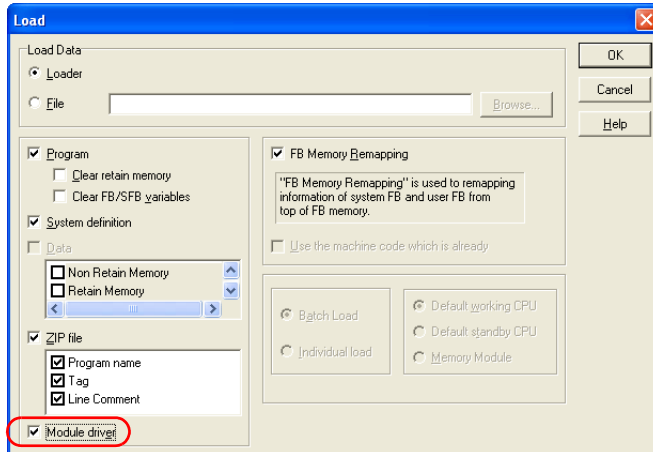 Load
Load Data
Loader
File
Browse...
OK
Cancel
Help
Program
Clear retain memory
Clear FB/SFB variables
System definition
Data
Non Retain Memory
Retain Memory
ZIP file
Program name
Tag
Line Comment
Module driver
FB Memory Remapping
"FB Memory Remapping" is used to remapping
information of system FB and user FB from
top of FB memory.
Use the machine code which is already
Batch Load
Individual load
Default working CPU
Default standby CPU
Memory Module